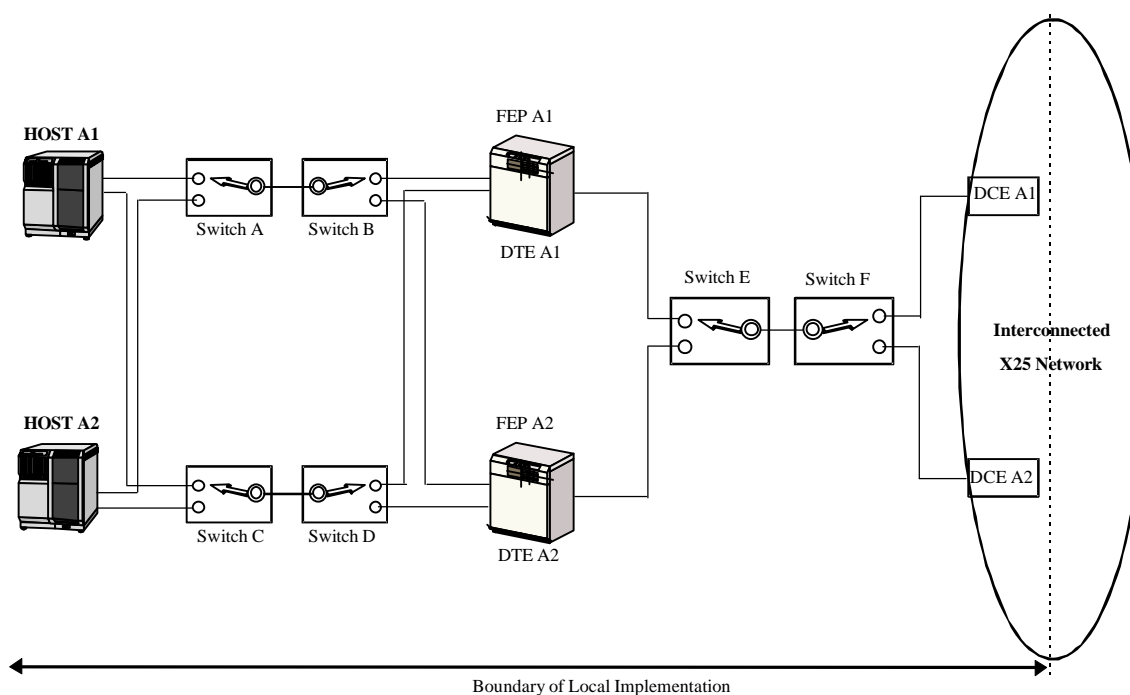 HOST A1
Switch A
Switch B
FEP A1
DTE A1
Switch E
Switch F
DCE A1
Interconnected
X25 Network
HOST A2
Switch C
Switch D
FEP A2
DTE A2
DCE A2
Boundary of Local Implementation